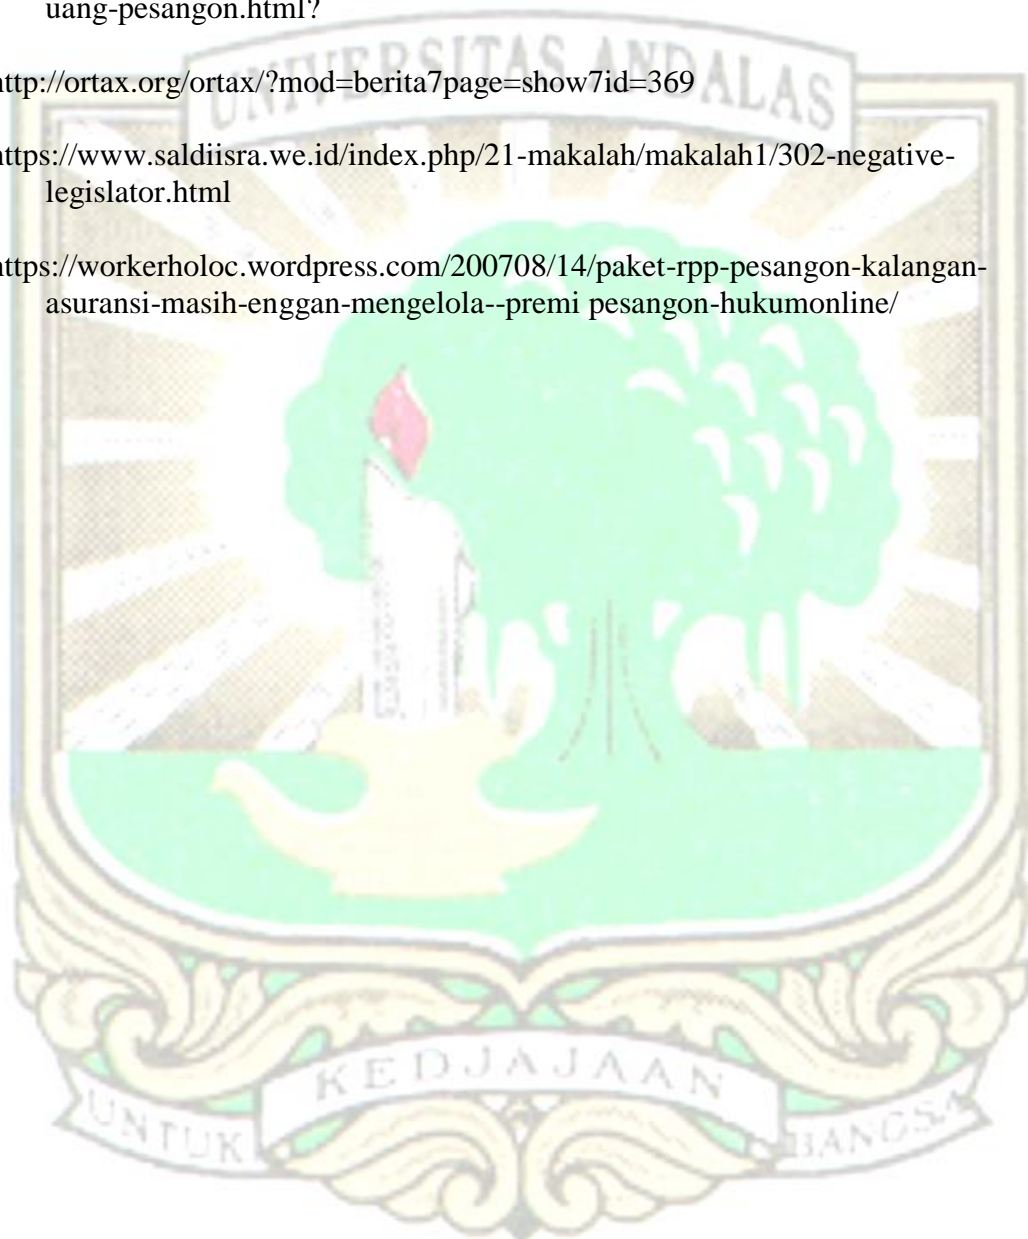 uang-pesangon.html?
http://ortax.org/ortax/?mod=berita7page=show7id=369
https://www.saldiisra.we.id/index.php/21-makalah/makalah1/302-negative-
legislator.html
https://workerholoc.wordpress.com/200708/14/paket-rpp-pesangon-kalangan-
asuransi-masih-enggan-mengelola--premi pesangon-hukumonline/
UNIVERSITAS ANDALAS
KEDJAJAAN
UNTUK BANGSA